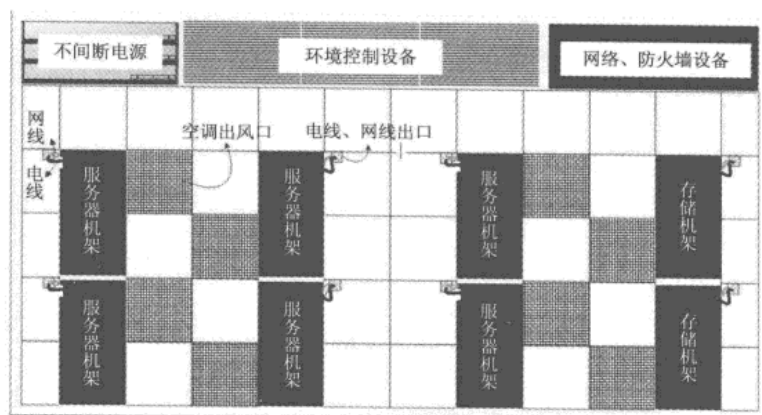 不间断电源
环境控制设备
网络、防火墙设备
网线
空调出风口
电线、网线出口
电线
服务器机架
服务器机架
服务器机架
存储机架
服务器机架
服务器机架
服务器机架
存储机架